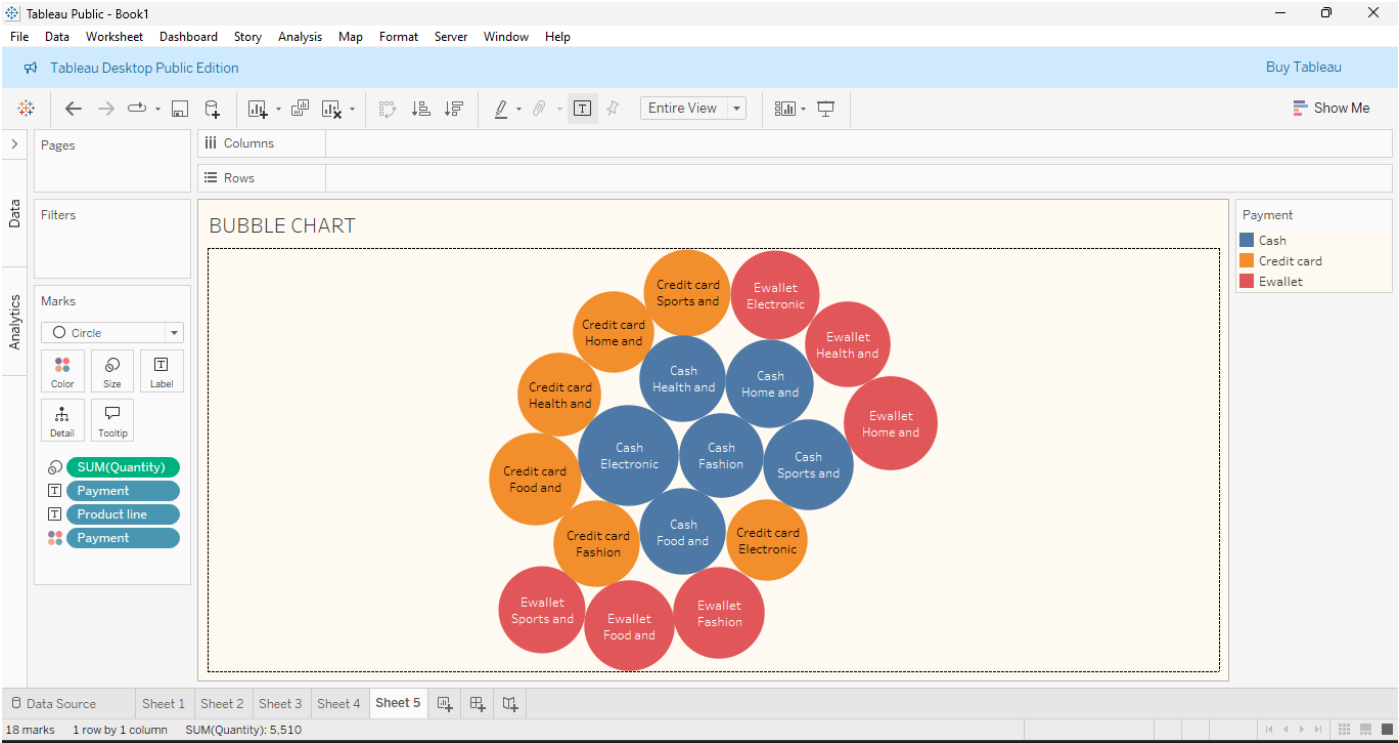 Tableau Public - Book1
File Data Worksheet Dashboard Story Analysis Map Format Server Window Help
Tableau Desktop Public Edition
Buy Tableau
Entire View
Show Me
Data
Analytics
Pages
Filters
Marks
Circle
Color
Size
Label
Detail
Tooltip
SUM(Quantity)
Payment
Product line
Payment
Columns
Rows
BUBBLE CHART
Credit card
Sports and
Ewallet
Electronic
Credit card
Home and
Ewallet
Health and
Cash
Health and
Cash
Home and
Credit card
Health and
Ewallet
Home and
Cash
Electronic
Cash
Fashion
Cash
Sports and
Credit card
Food and
Credit card
Fashion
Cash
Food and
Credit card
Electronic
Ewallet
Sports and
Ewallet
Food and
Ewallet
Fashion
Payment
Cash
Credit card
Ewallet
Data Source
Sheet 1
Sheet 2
Sheet 3
Sheet 4
Sheet 5
18 marks 1 row by 1 column SUM(Quantity): 5,510